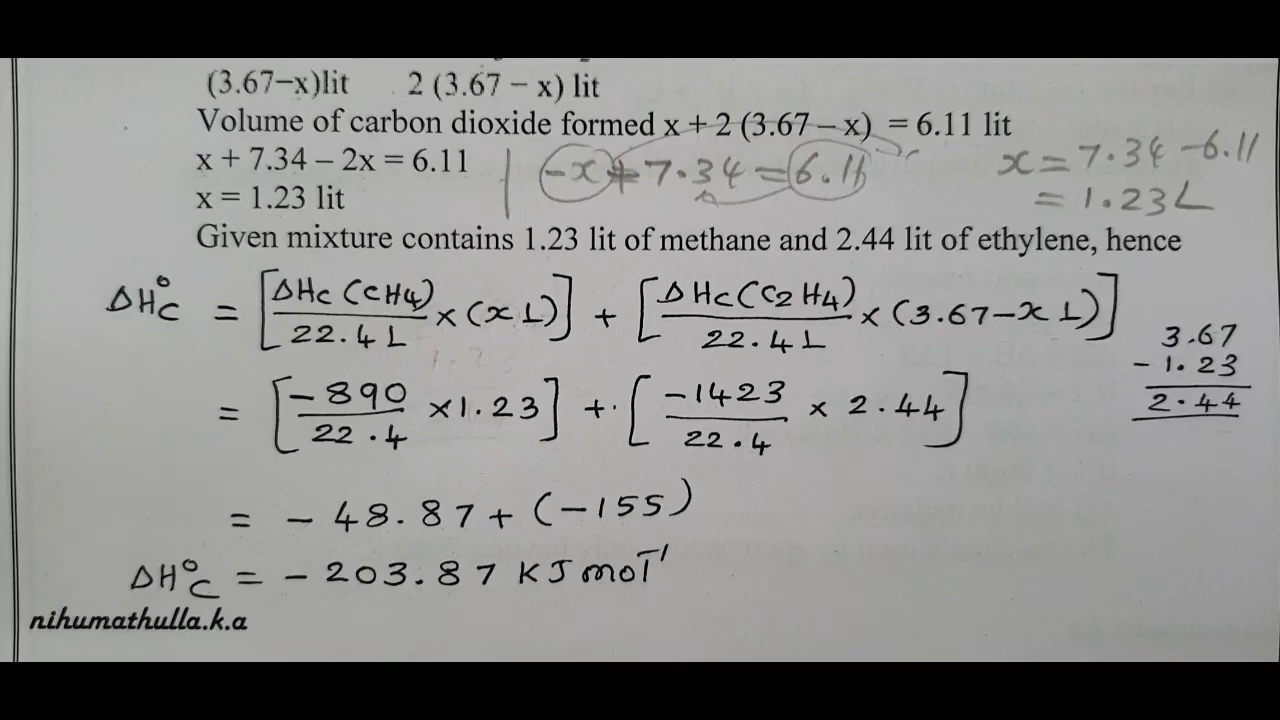 (3.67−x)lit 2 (3.67 − x) lit
Volume of carbon dioxide formed x + 2 (3.67 – x) = 6.11 lit
x + 7.34 – 2x = 6.11 | -x + 7.34 = 6.11 x = 7.34 - 6.11
x = 1.23 lit = 1.23 L
Given mixture contains 1.23 lit of methane and 2.44 lit of ethylene, hence
ΔH°C = [ΔHc (CH4)/22.4 L × (x L)] + [ΔHc (C2H4)/22.4 L × (3.67-x L)]
3.67
- 1.23
2.44
= [-890/22.4 × 1.23] + [-1423/22.4 × 2.44]
= - 48.87 + (-155)
ΔH°C = - 203.87 KJ mol⁻¹
nihumathulla.k.a